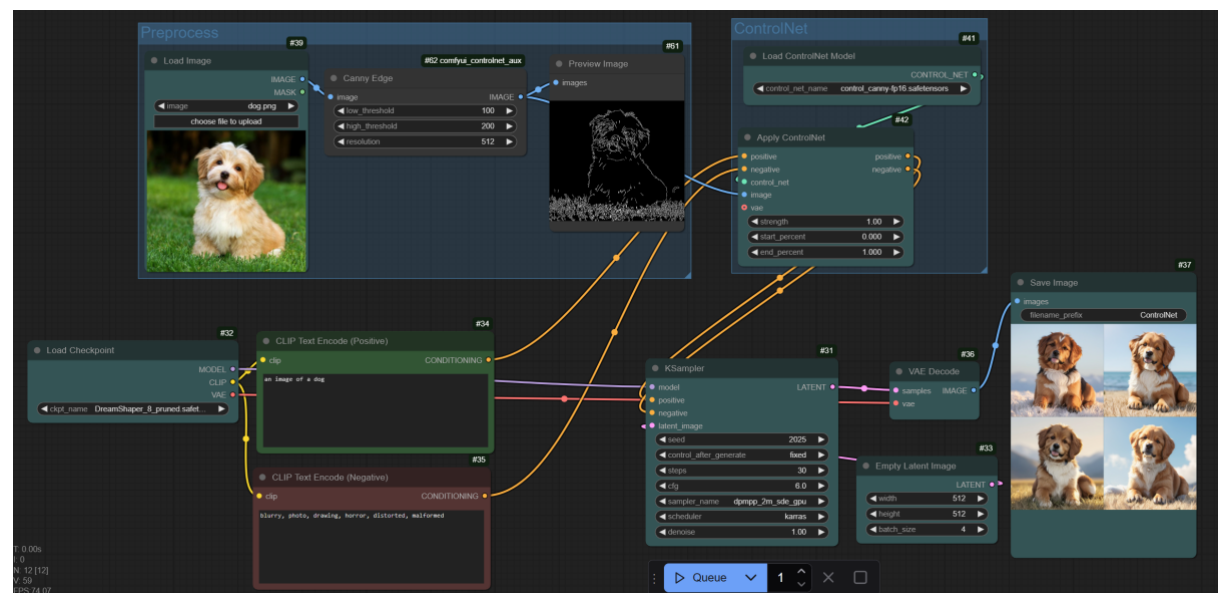 Preprocess
#39
Load Image
IMAGE
MASK
image dog.png
choose file to upload
#62 comfyui_controlnet_aux
Canny Edge
image IMAGE
low_threshold 100
high_threshold 200
resolution 512
#61
Preview Image
images
ControlNet
#41
Load ControlNet Model
CONTROL_NET
control_net_name control_canny-fp16.safetensors
#42
Apply ControlNet
positive positive
negative negative
control_net
image
vae
strength 1.00
start_percent 0.000
end_percent 1.000
#32
Load Checkpoint
MODEL
CLIP
VAE
ckpt_name DreamShaper_8_pruned.safet...
#34
CLIP Text Encode (Positive)
clip CONDITIONING
an image of a dog
#35
CLIP Text Encode (Negative)
clip CONDITIONING
blurry, photo, drawing, horror, distorted, malformed
#31
KSampler
model LATENT
positive
negative
latent_image
seed 2025
control_after_generate fixed
steps 30
cfg 6.0
sampler_name dpmpp_2m_sde_gpu
scheduler karras
denoise 1.00
#36
VAE Decode
samples IMAGE
vae
#33
Empty Latent Image
LATENT
width 512
height 512
batch_size 4
#37
Save Image
images
filename_prefix ControlNet
T: 0.00s
I: 0
N: 12 [12]
V: 59
FPS:74.07
Queue 1